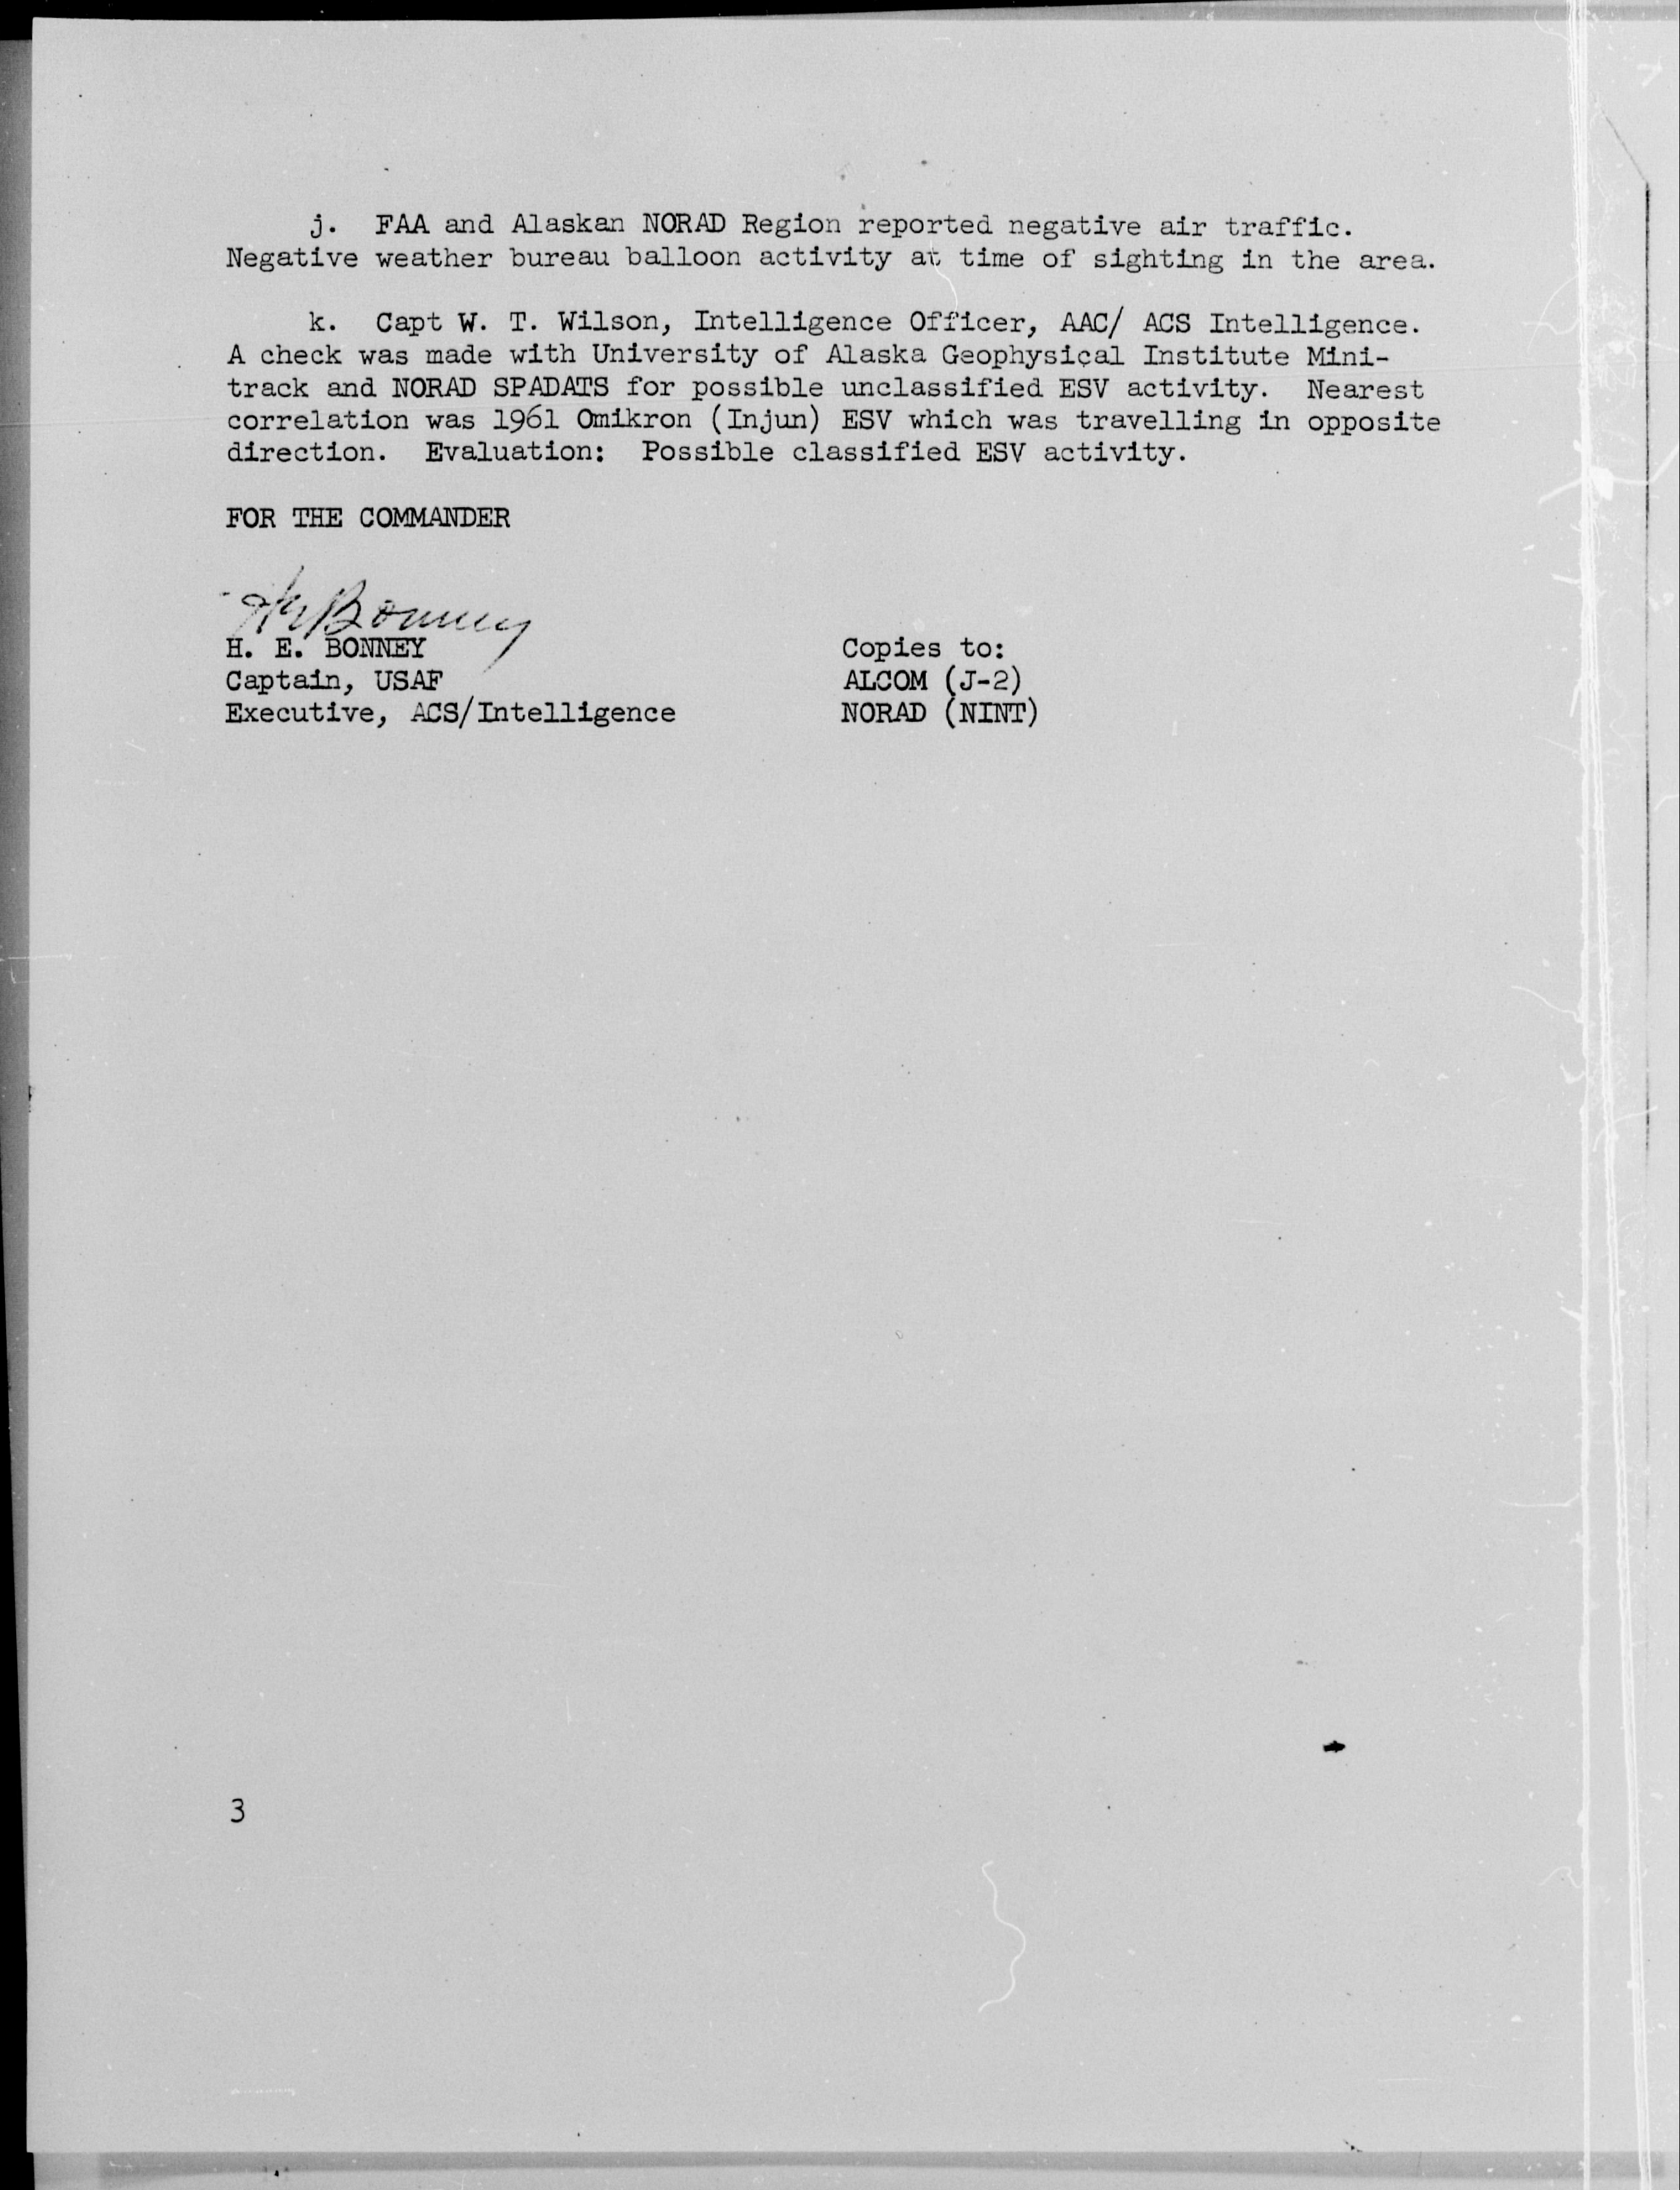 j. FAA and Alaskan NORAD Region reported negative air traffic.
Negative weather bureau balloon activity at time of sighting in the area.
k. Capt W. T. Wilson, Intelligence Officer, AAC/ ACS Intelligence.
A check was made with University of Alaska Geophysical Institute Mini-
track and NORAD SPADATS for possible unclassified ESV activity. Nearest
correlation was 1961 Omikron (Injun) ESV which was travelling in opposite
direction. Evaluation: Possible classified ESV activity.
FOR THE COMMANDER
HEBonney
H. E. BONNEY
Captain, USAF
Executive, ACS/Intelligence
Copies to:
ALCOM (J-2)
NORAD (NINT)
3